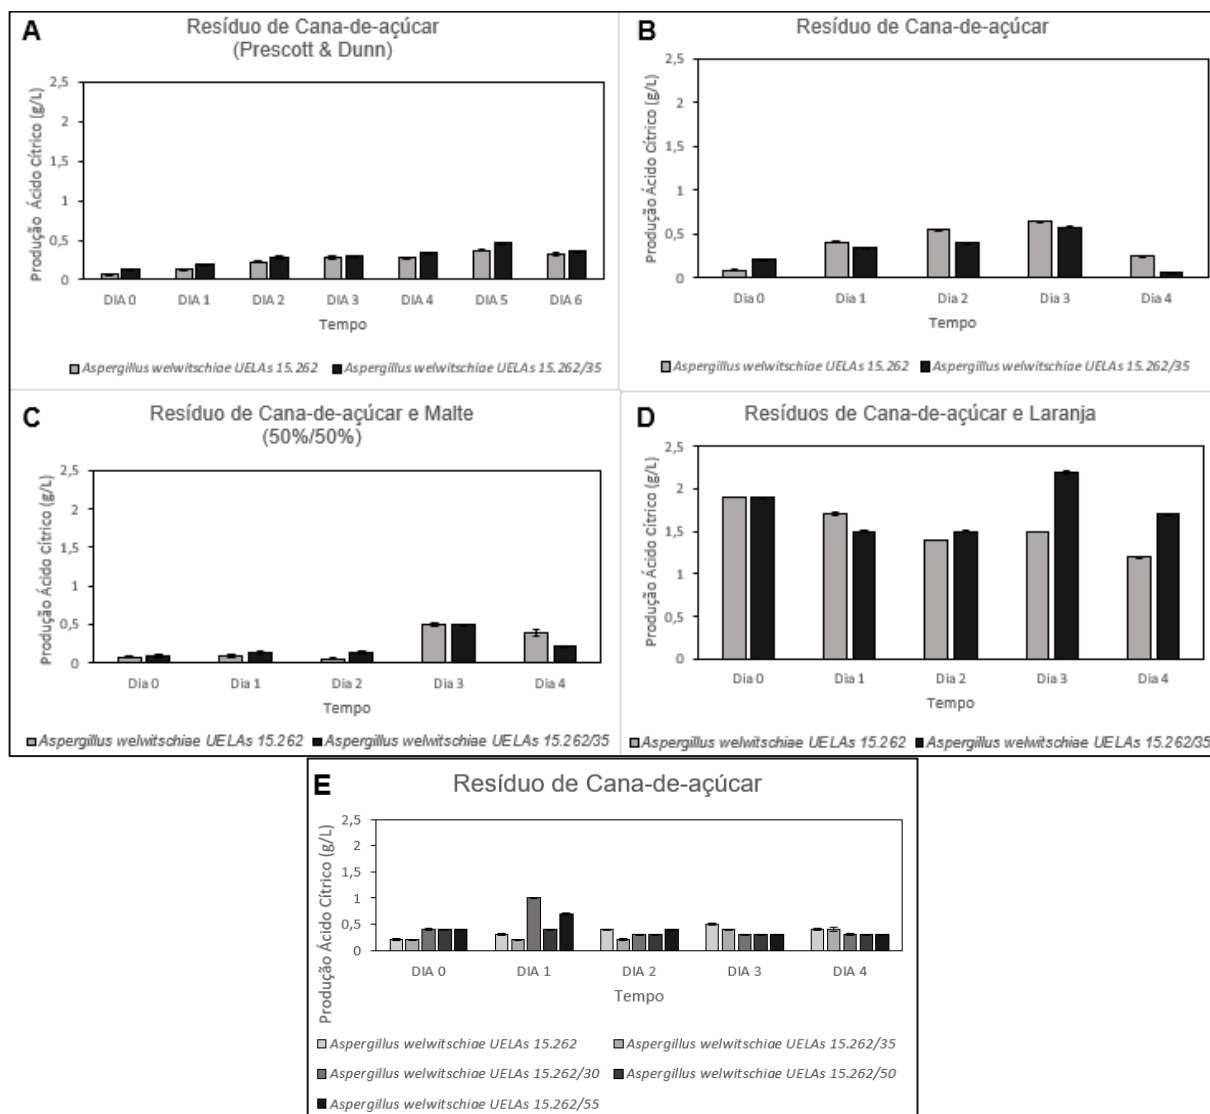 A
Resíduo de Cana-de-açúcar
(Prescott & Dunn)
Produção Ácido Cítrico (g/L)
2,5
2
1,5
1
0,5
0
DIA 0 DIA 1 DIA 2 DIA 3 DIA 4 DIA 5 DIA 6
Tempo
Aspergillus welwitschiae UELAs 15.262 Aspergillus welwitschiae UELAs 15.262/35
B
Resíduo de Cana-de-açúcar
Produção Ácido Cítrico (g/L)
2,5
2
1,5
1
0,5
0
Dia 0 Dia 1 Dia 2 Dia 3 Dia 4
Tempo
Aspergillus welwitschiae UELAs 15.262 Aspergillus welwitschiae UELAs 15.262/35
C
Resíduo de Cana-de-açúcar e Malte
(50%/50%)
Produção Ácido Cítrico (g/L)
2,5
2
1,5
1
0,5
0
Dia 0 Dia 1 Dia 2 Dia 3 Dia 4
Tempo
Aspergillus welwitschiae UELAs 15.262 Aspergillus welwitschiae UELAs 15.262/35
D
Resíduos de Cana-de-açúcar e Laranja
Produção Ácido Cítrico (g/L)
2,5
2
1,5
1
0,5
0
Dia 0 Dia 1 Dia 2 Dia 3 Dia 4
Tempo
Aspergillus welwitschiae UELAs 15.262 Aspergillus welwitschiae UELAs 15.262/35
E
Resíduo de Cana-de-açúcar
Produção Ácido Cítrico (g/L)
2,5
2
1,5
1
0,5
0
DIA 0 DIA 1 DIA 2 DIA 3 DIA 4
Tempo
Aspergillus welwitschiae UELAs 15.262 Aspergillus welwitschiae UELAs 15.262/35
Aspergillus welwitschiae UELAs 15.262/30 Aspergillus welwitschiae UELAs 15.262/50
Aspergillus welwitschiae UELAs 15.262/55